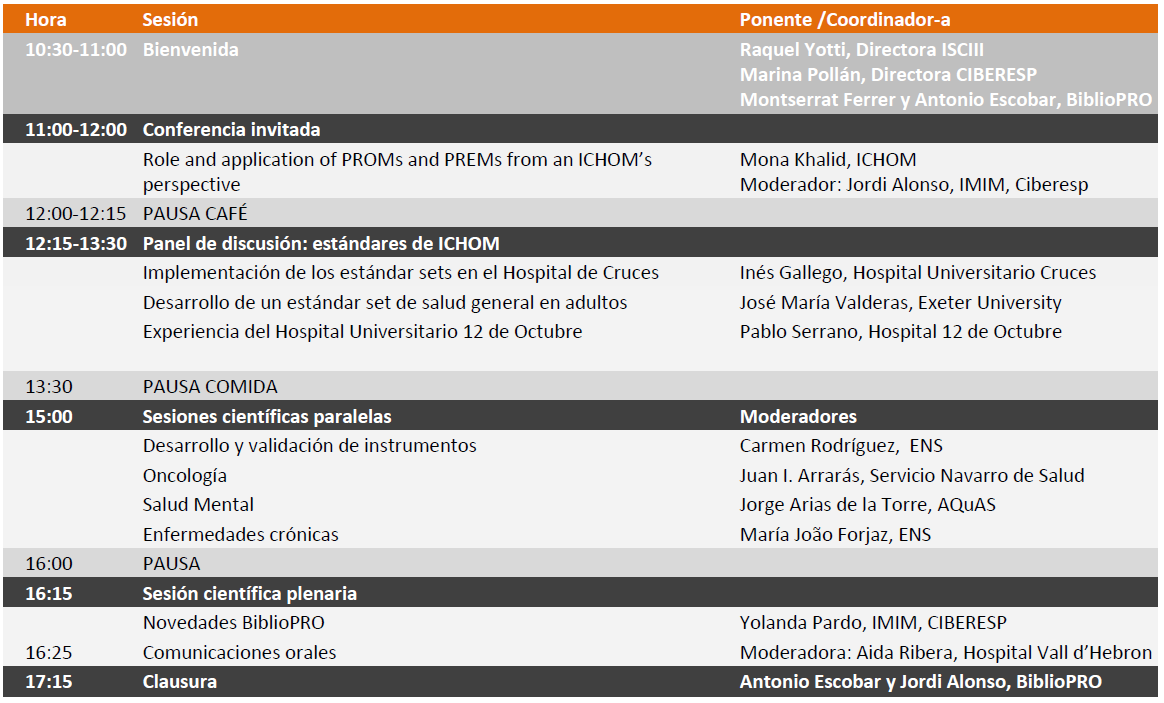 Hora Sesión Ponente /Coordinador-a
10:30-11:00 Bienvenida Raquel Yotti, Directora ISCIII
Marina Pollán, Directora CIBERESP
Montserrat Ferrer y Antonio Escobar, BiblioPRO
11:00-12:00 Conferencia invitada
Role and application of PROMs and PREMs from an ICHOM’s Mona Khalid, ICHOM
perspective Moderador: Jordi Alonso, IMIM, Ciberesp
12:00-12:15 PAUSA CAFÉ
12:15-13:30 Panel de discusión: estándares de ICHOM
Implementación de los estándar sets en el Hospital de Cruces Inés Gallego, Hospital Universitario Cruces
Desarrollo de un estándar set de salud general en adultos José María Valderas, Exeter University
Experiencia del Hospital Universitario 12 de Octubre Pablo Serrano, Hospital 12 de Octubre
13:30 PAUSA COMIDA
15:00 Sesiones científicas paralelas Moderadores
Desarrollo y validación de instrumentos Carmen Rodríguez, ENS
Oncología Juan I. Arrarás, Servicio Navarro de Salud
Salud Mental Jorge Arias de la Torre, AQuAS
Enfermedades crónicas María João Forjaz, ENS
16:00 PAUSA
16:15 Sesión científica plenaria
Novedades BiblioPRO Yolanda Pardo, IMIM, CIBERESP
16:25 Comunicaciones orales Moderadora: Aida Ribera, Hospital Vall d’Hebron
17:15 Clausura Antonio Escobar y Jordi Alonso, BiblioPRO